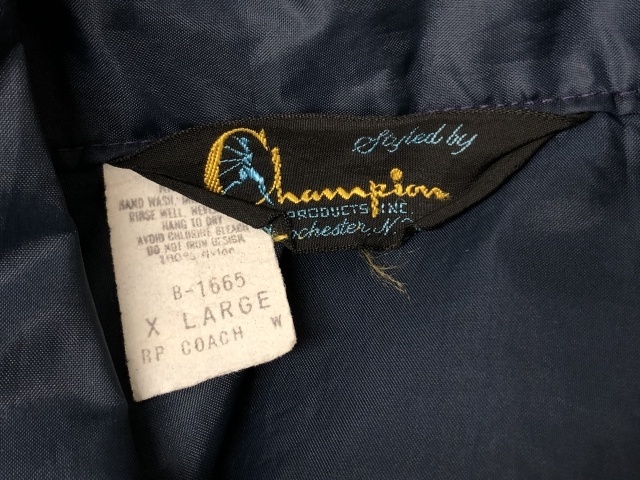 Styled by
Champion
PRODUCTS INC
Rochester N
HAND WASH.
RINSE WELL.
HANG TO DRY
AVOID CHLORINE BLEACH
DO NOT IRON DESIGN
100% Nylon
B-1665
X LARGE
RP COACH W